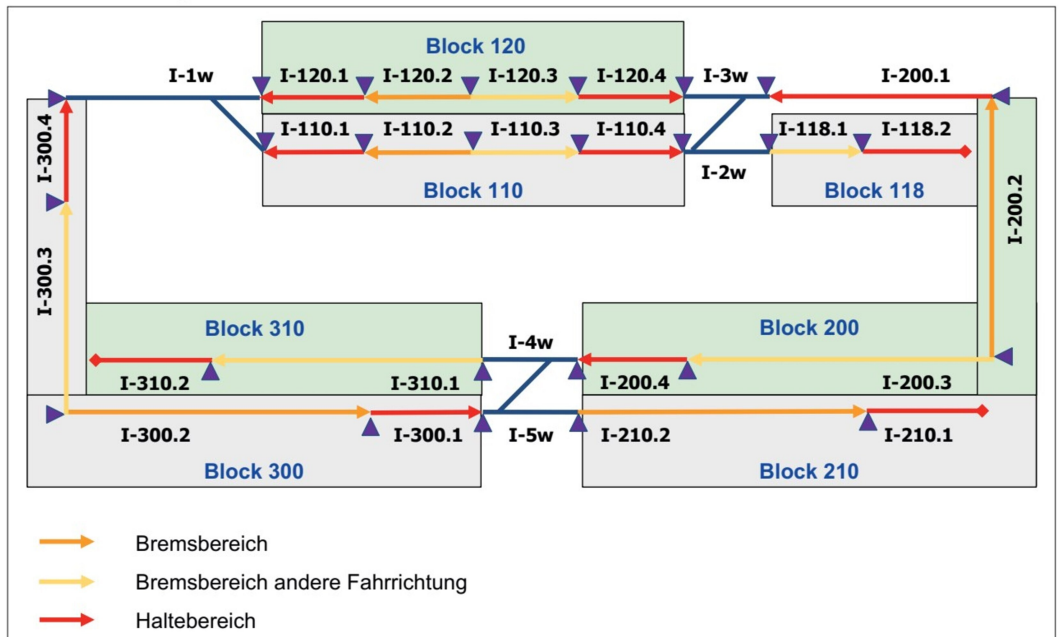 Block 120
I-1w
I-120.1
I-120.2
I-120.3
I-120.4
I-3w
I-200.1
I-110.1
I-110.2
I-110.3
I-110.4
I-118.1
I-118.2
I-2w
Block 110
Block 118
I-300.4
I-200.2
I-300.3
Block 310
I-4w
Block 200
I-310.2
I-310.1
I-200.4
I-200.3
I-300.2
I-300.1
I-5w
I-210.2
I-210.1
Block 300
Block 210
Bremsbereich
Bremsbereich andere Fahrrichtung
Haltebereich